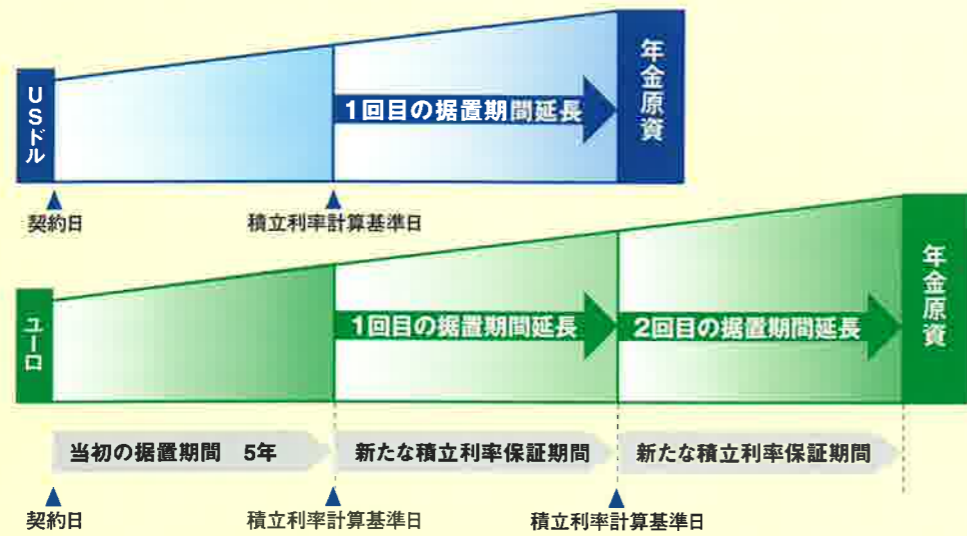 USドル
1回目の据置期間延長
年金原資
契約日
積立利率計算基準日
ユーロ
1回目の据置期間延長
2回目の据置期間延長
年金原資
当初の据置期間 5年
新たな積立利率保証期間
新たな積立利率保証期間
契約日
積立利率計算基準日
積立利率計算基準日